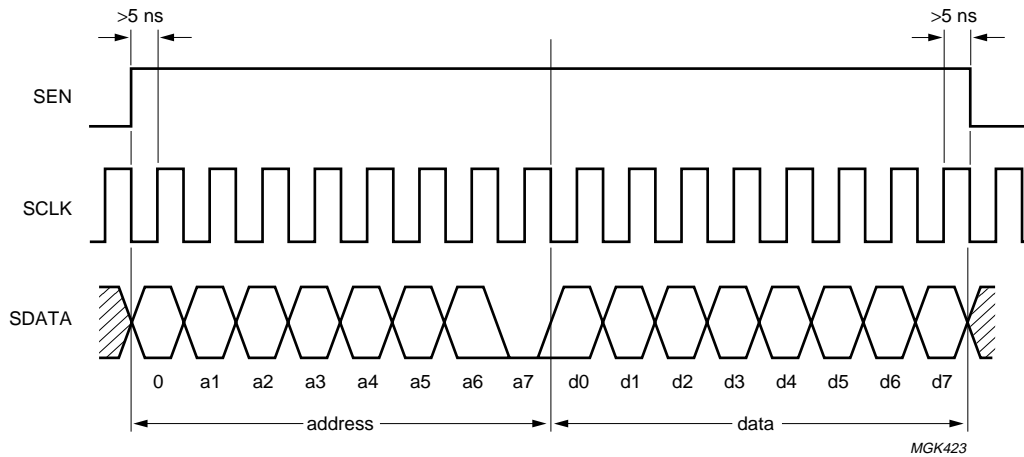 >5 ns >5 ns
SEN
SCLK
SDATA
0 a1 a2 a3 a4 a5 a6 a7 d0 d1 d2 d3 d4 d5 d6 d7
address data
MGK423